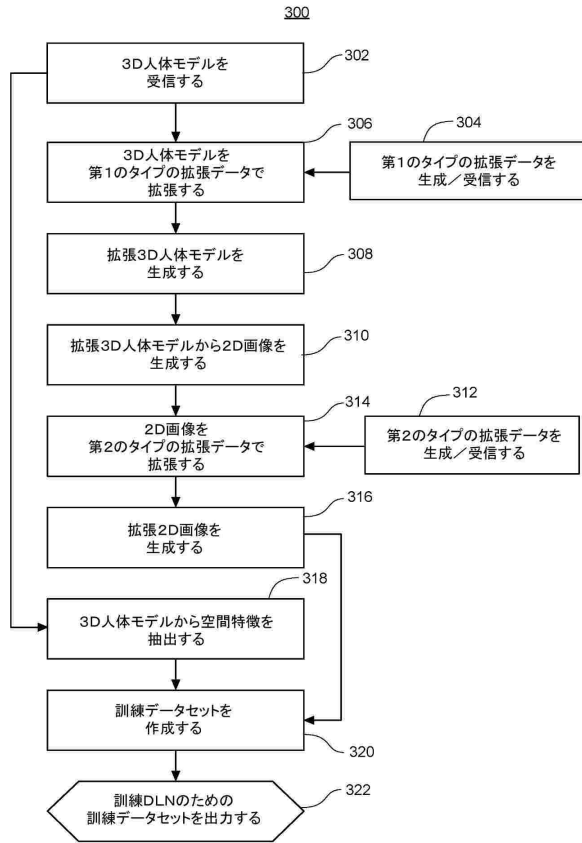 300
3D人体モデルを
受信する
302
306
304
3D人体モデルを
第1のタイプの拡張データで
拡張する
第1のタイプの拡張データを
生成／受信する
拡張3D人体モデルを
生成する
308
拡張3D人体モデルから2D画像を
生成する
310
314
312
2D画像を
第2のタイプの拡張データで
拡張する
第2のタイプの拡張データを
生成／受信する
316
拡張2D画像を
生成する
318
3D人体モデルから空間特徴を
抽出する
訓練データセットを
作成する
320
訓練DLNのための
訓練データセットを出力する
322